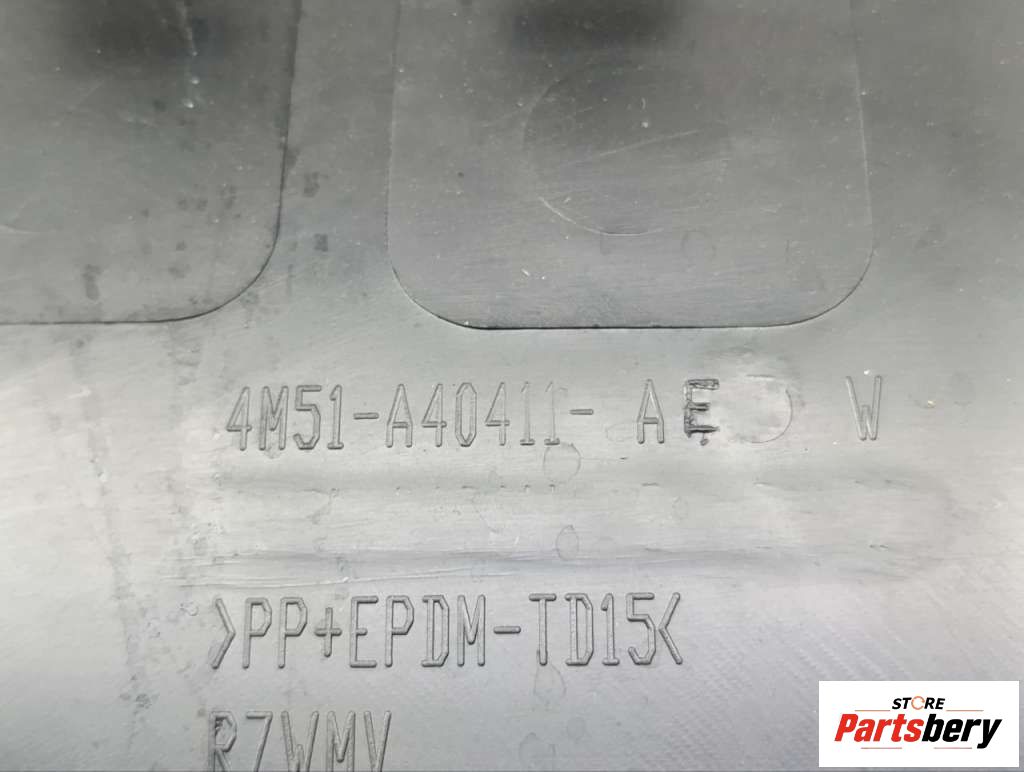 4M51-A40411- AE W
>PP+EPDM-TD15<
R7WMV
STORE
Partsbery